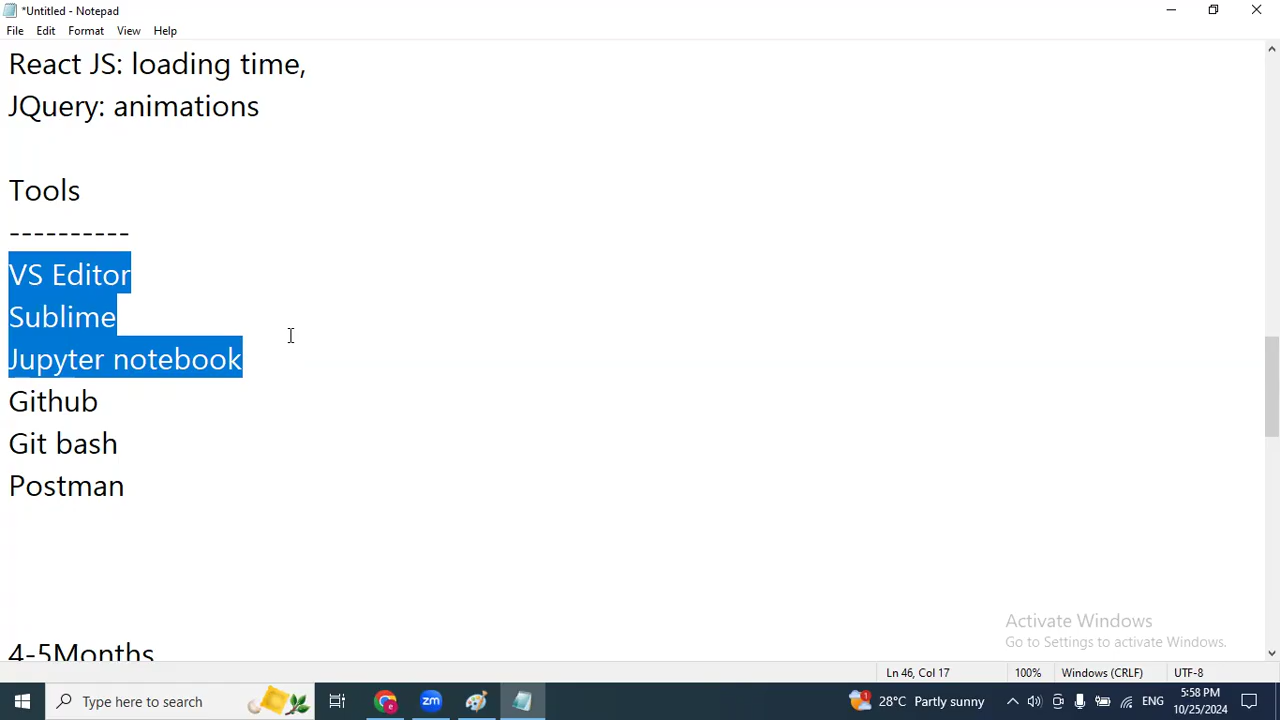 *Untitled - Notepad
File Edit Format View Help
React JS: loading time,
JQuery: animations
Tools
----------
VS Editor
Sublime
Jupyter notebook
Github
Git bash
Postman
4-5Months
Activate Windows
Go to Settings to activate Windows.
Ln 46, Col 17 100% Windows (CRLF) UTF-8
Type here to search zm 1 28°C Partly sunny ENG 5:58 PM
10/25/2024